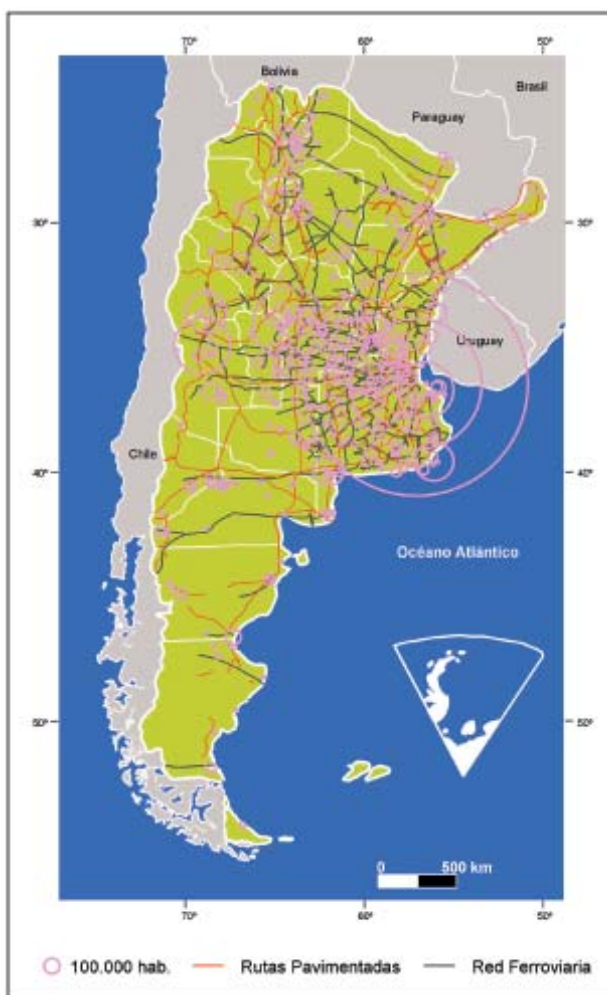 70° 60° 50°
Bolivia
Brasil
Paraguay
30° 30°
Uruguay
Chile
40° 40°
Océano Atlántico
50° 50°
0 500 km
70° 60° 50°
100.000 hab. Rutas Pavimentadas Red Ferroviaria